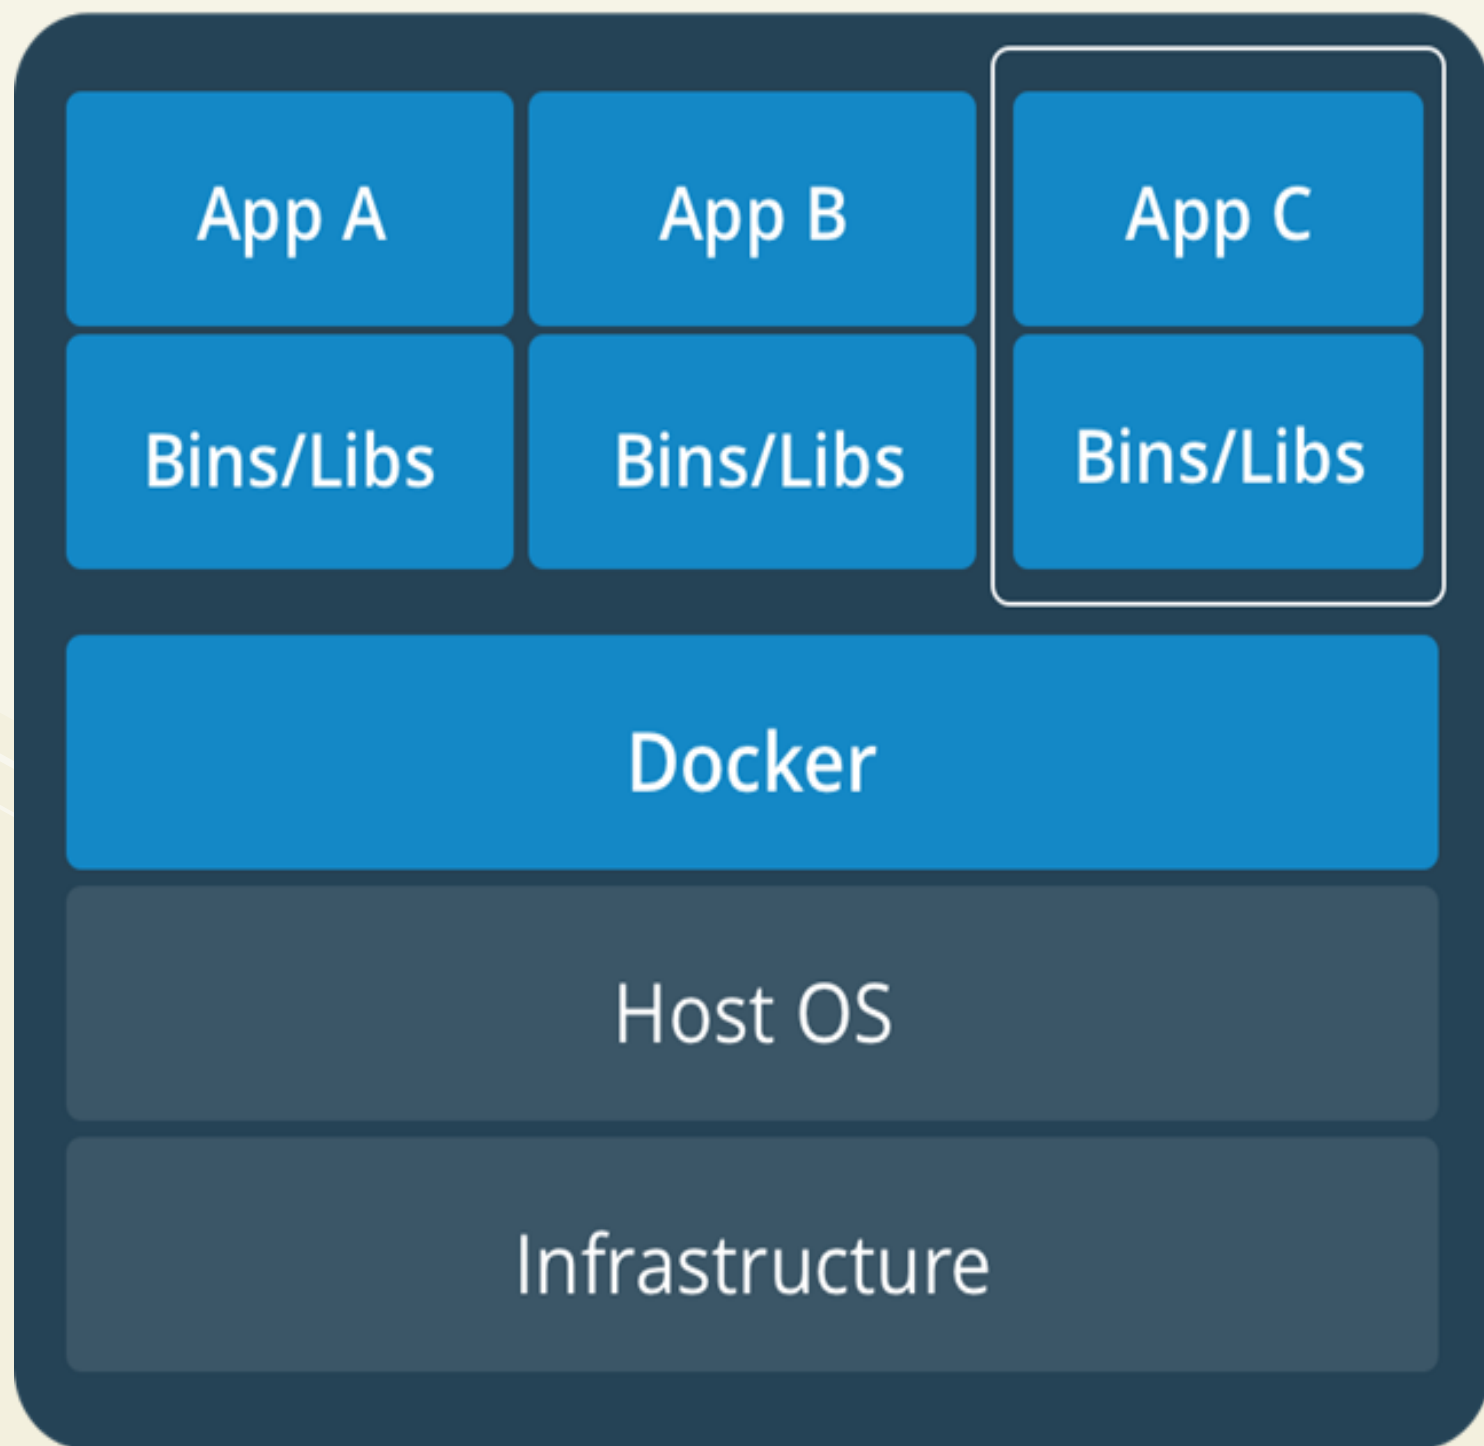 App A
App B
App C
Bins/Libs
Bins/Libs
Bins/Libs
Docker
Host OS
Infrastructure